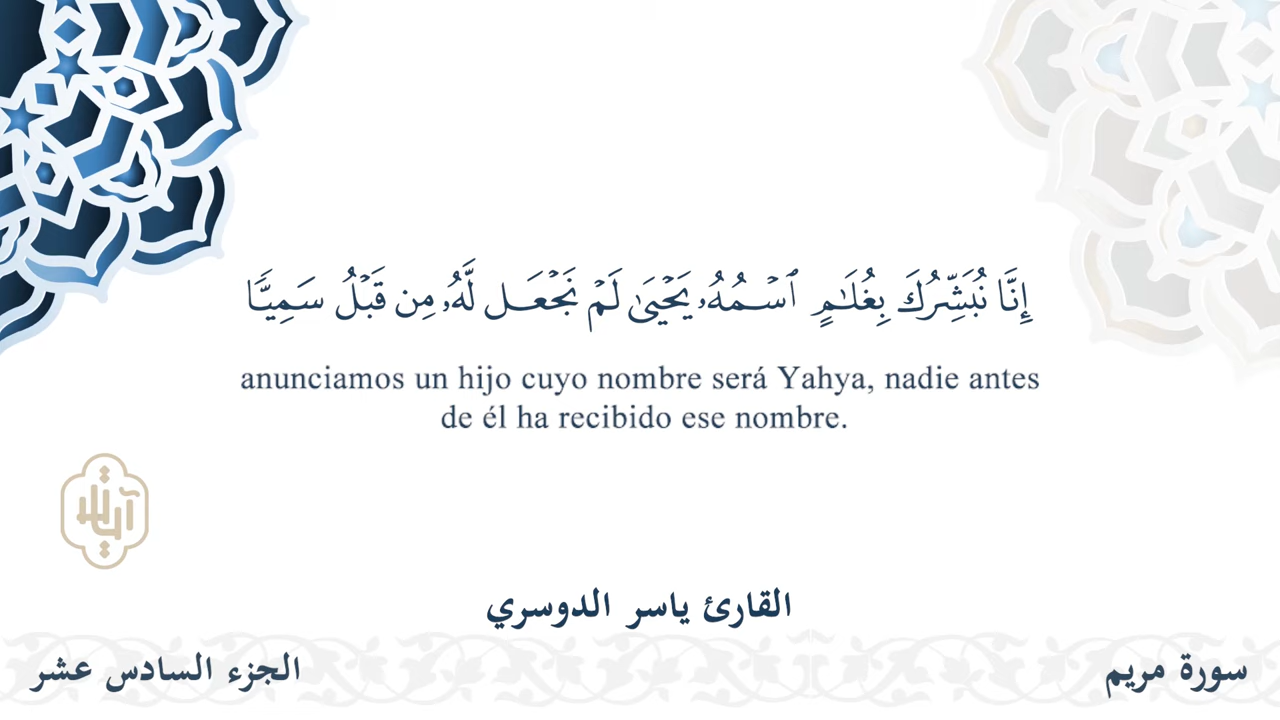 إِنَّا نُبَشِّرُكَ بِغُلَـٰمٍ ٱسۡمُهُۥ يَحۡيَىٰ لَمۡ نَجۡعَل لَّهُۥ مِن قَبۡلُ سَمِيًّا
anunciamos un hijo cuyo nombre será Yahya, nadie antes
de él ha recibido ese nombre.
القارئ ياسر الدوسري
سورة مريم
الجزء السادس عشر